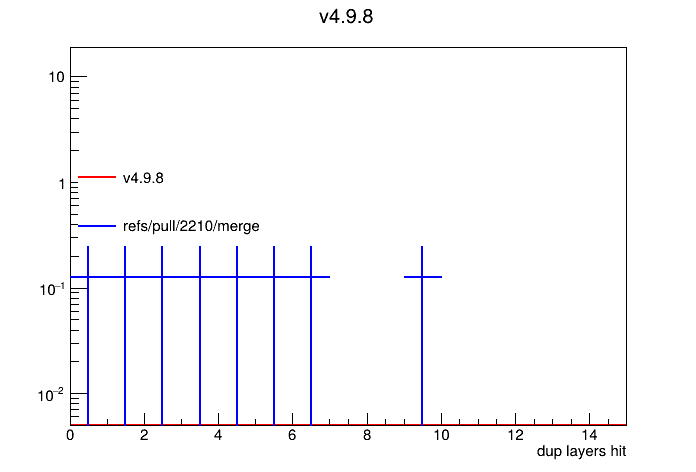 v4.9.8
10
v4.9.8
1
refs/pull/2210/merge
10⁻¹
10⁻²
0 2 4 6 8 10 12 14
dup layers hit